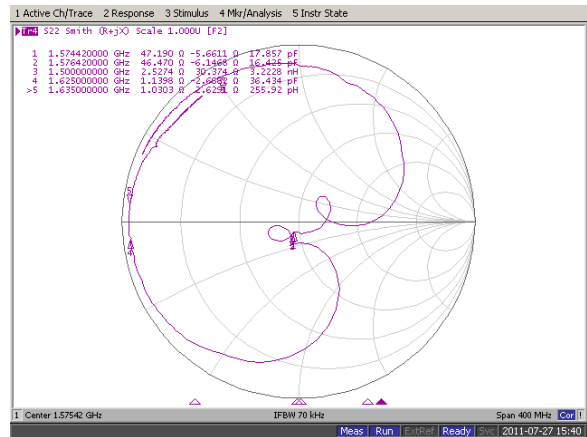 1 Active Ch/Trace 2 Response 3 Stimulus 4 Mkr/Analysis 5 Instr State
Tr4 S22 Smith (R+jX) Scale 1.000U [F2]
1 1.574420000 GHz 47.190 Ω -5.6611 Ω 17.857 pF
2 1.576420000 GHz 46.470 Ω -6.1468 Ω 16.425 pF
3 1.500000000 GHz 2.5274 Ω 30.374 Ω 3.2228 nH
4 1.625000000 GHz 1.1398 Ω -2.6882 Ω 36.434 pF
>5 1.635000000 GHz 1.0303 Ω 2.6291 Ω 255.92 pH
5
4
1 Center 1.57542 GHz IFBW 70 kHz Span 400 MHz Cor !
Meas Run ExtRef Ready Svc 2011-07-27 15:40